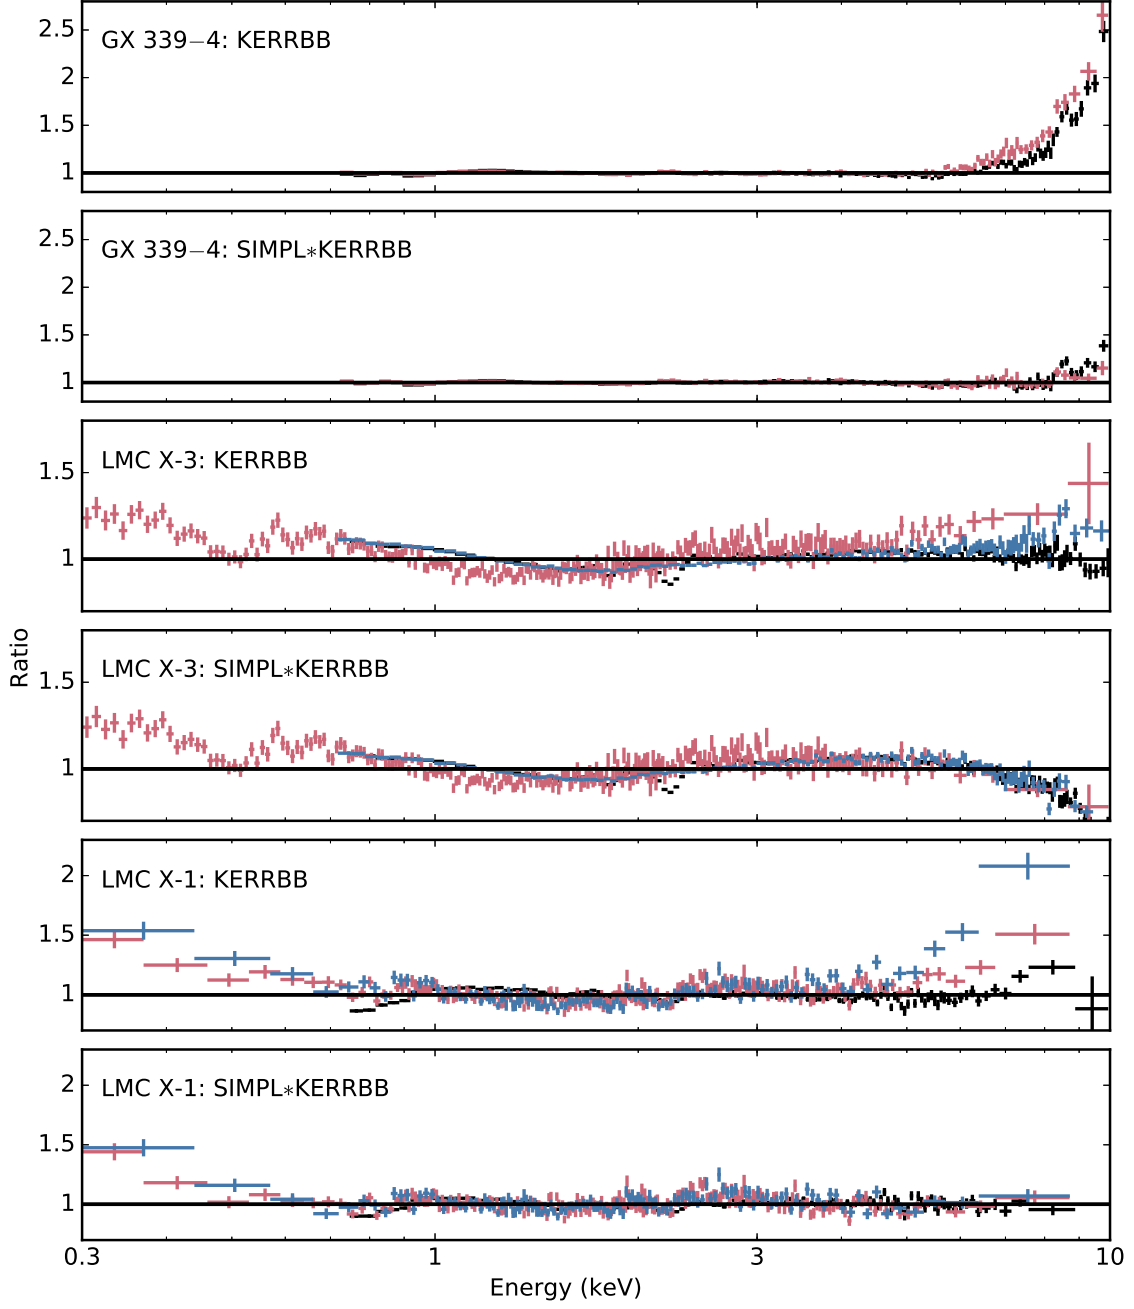 2.5
GX 339−4: KERRBB
2
1.5
1
2.5
GX 339−4: SIMPL∗KERRBB
2
1.5
1
LMC X-3: KERRBB
1.5
1
Ratio
LMC X-3: SIMPL∗KERRBB
1.5
1
LMC X-1: KERRBB
2
1.5
1
LMC X-1: SIMPL∗KERRBB
2
1.5
1
0.3 1 3 10
Energy (keV)